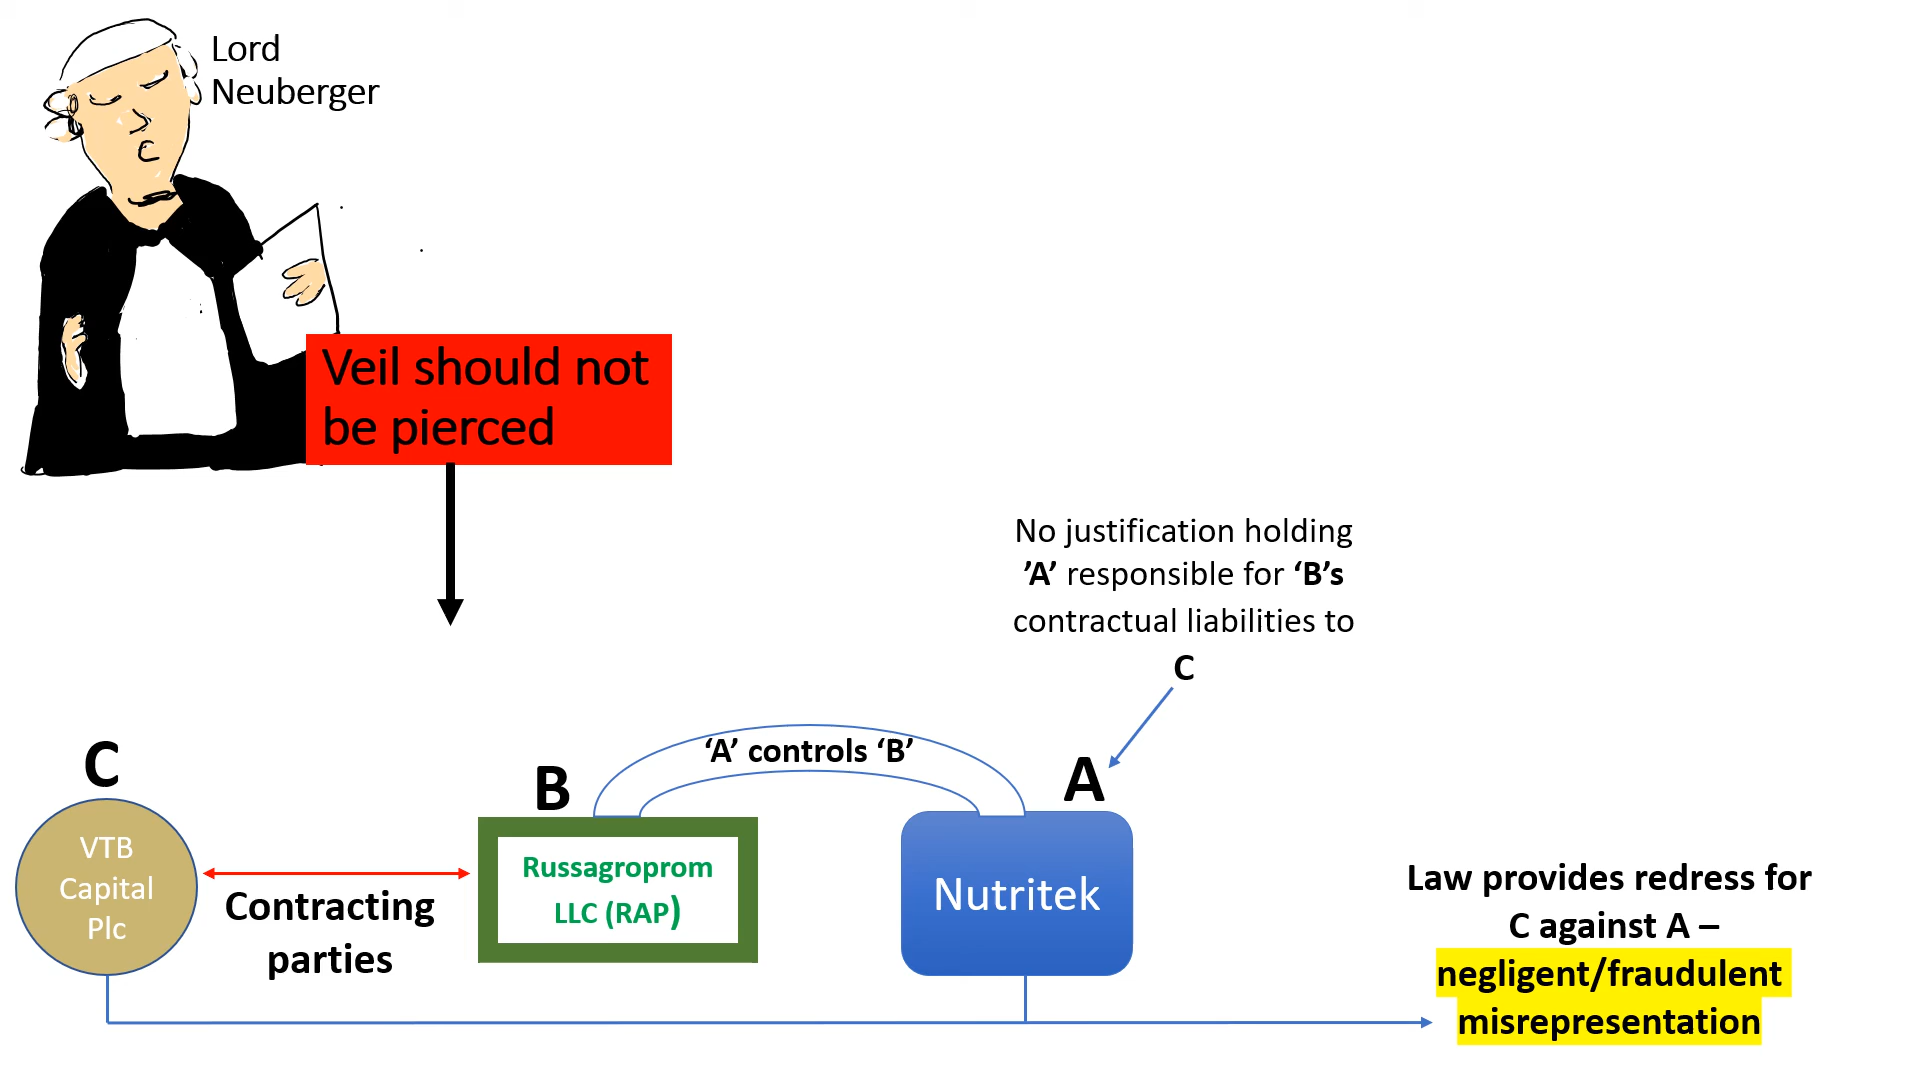 Lord
Neuberger
Veil should not
be pierced
No justification holding
’A’ responsible for ‘B’s
contractual liabilities to
C
‘A’ controls ‘B’
C
B
A
VTB
Capital
Plc
Contracting
parties
Russagroprom
LLC (RAP)
Nutritek
Law provides redress for
C against A –
negligent/fraudulent
misrepresentation